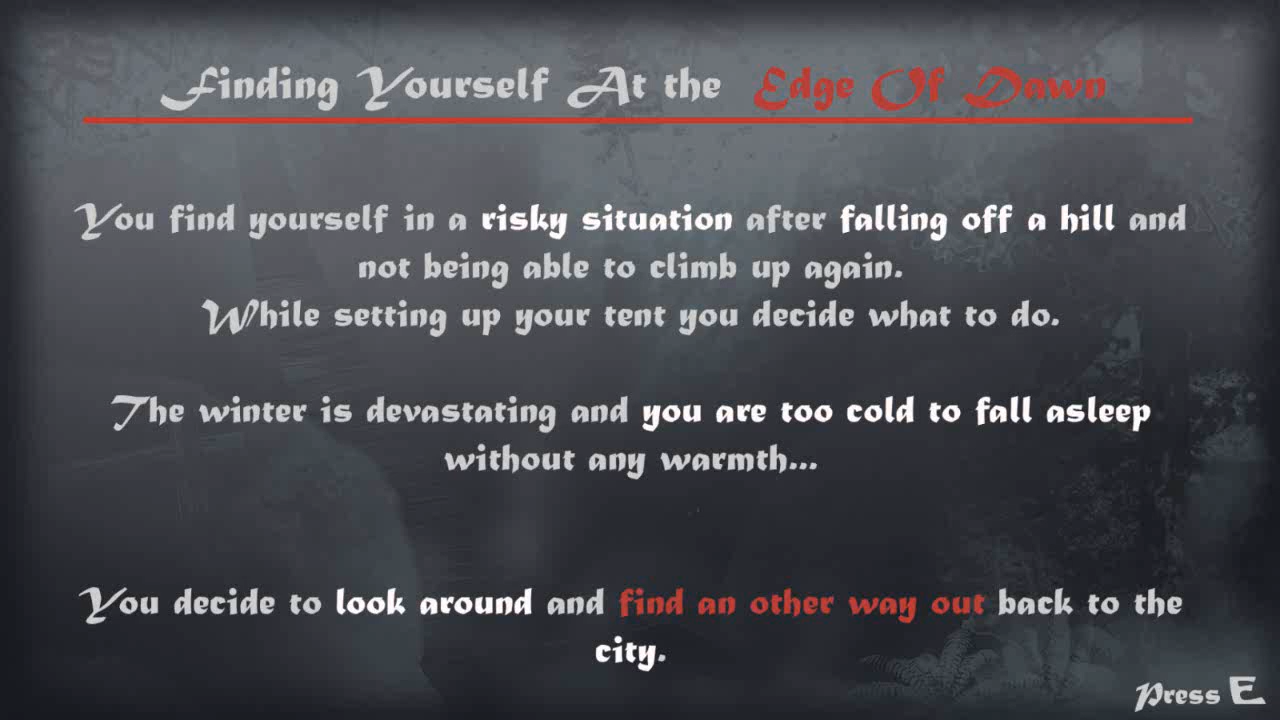 Finding Yourself At the Edge Of Dawn
You find yourself in a risky situation after falling off a hill and
not being able to climb up again.
While setting up your tent you decide what to do.
The winter is devastating and you are too cold to fall asleep
without any warmth...
You decide to look around and find an other way out back to the
city.
Press E